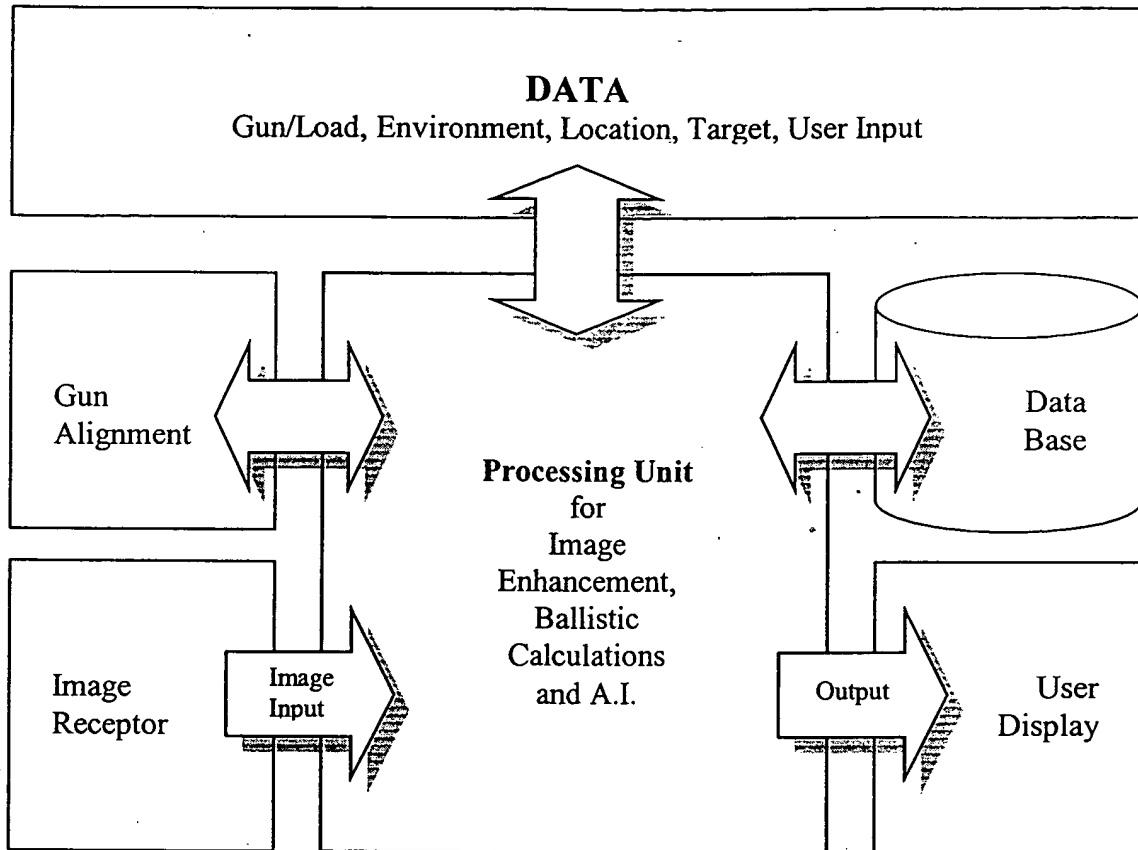 DATA
Gun/Load, Environment, Location, Target, User Input
Gun
Alignment
Data
Base
Processing Unit
for
Image
Enhancement,
Ballistic
Calculations
and A.I.
Image
Receptor
Image
Input
Output
User
Display